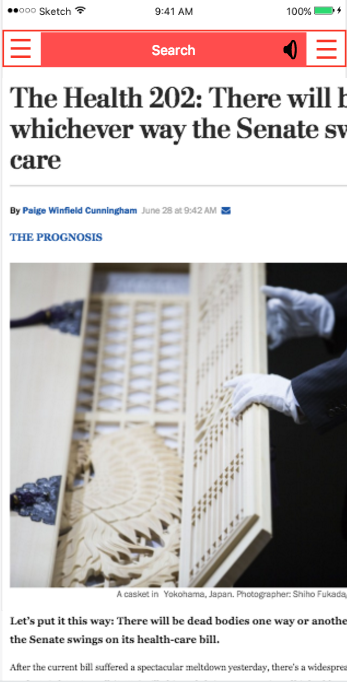 Sketch 9:41 AM 100%
Search
The Health 202: There will b
whichever way the Senate sw
care
By Paige Winfield Cunningham June 28 at 9:42 AM
THE PROGNOSIS
A casket in Yokohama, Japan. Photographer: Shiho Fukada,
Let's put it this way: There will be dead bodies one way or anothe
the Senate swings on its health-care bill.
After the current bill suffered a spectacular meltdown yesterday, there's a widesprea